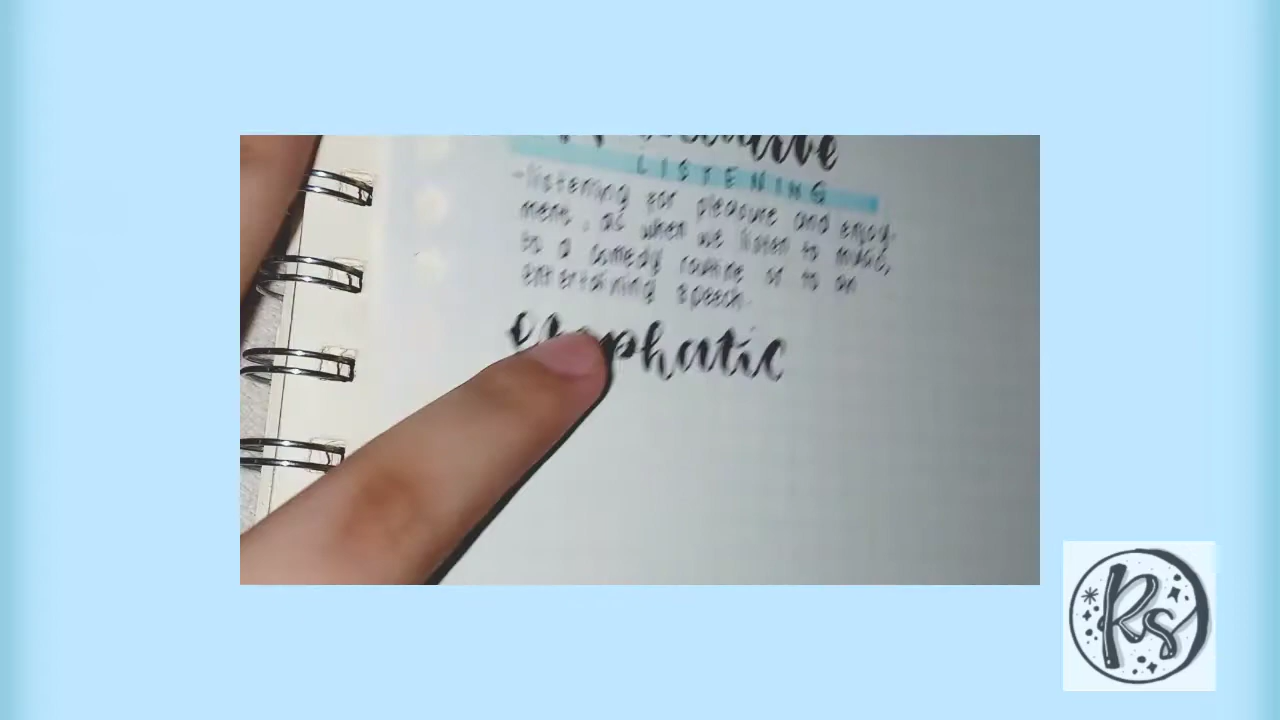 LISTENING
-listening for pleasure and enjoy-
ment, as when we listen to music,
to a comedy routine or to an
entertaining speech.
Rs